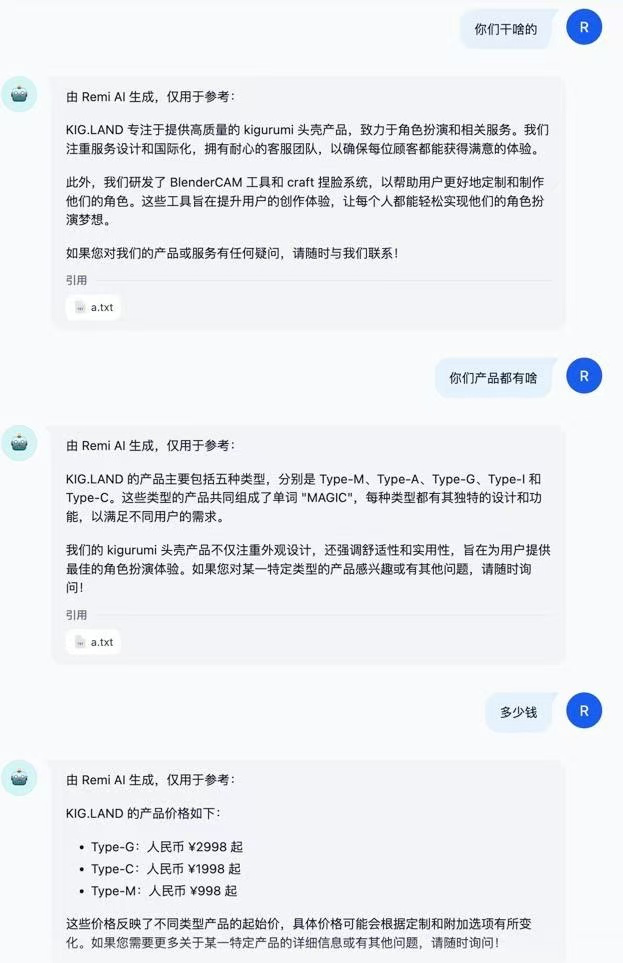 你们干啥的
R
由 Remi AI 生成，仅用于参考：
KIG.LAND 专注于提供高质量的 kigurumi 头壳产品，致力于角色扮演和相关服务。我们
注重服务设计和国际化，拥有耐心的客服团队，以确保每位顾客都能获得满意的体验。
此外，我们研发了 BlenderCAM 工具和 craft 捏脸系统，以帮助用户更好地定制和制作
他们的角色。这些工具旨在提升用户的创作体验，让每个人都能轻松实现他们的角色扮
演梦想。
如果您对我们的产品或服务有任何疑问，请随时与我们联系！
引用
a.txt
你们产品都有啥
R
由 Remi AI 生成，仅用于参考：
KIG.LAND 的产品主要包括五种类型，分别是 Type-M、Type-A、Type-G、Type-I 和
Type-C。这些类型的产品共同组成了单词 "MAGIC"，每种类型都有其独特的设计和功
能，以满足不同用户的需求。
我们的 kigurumi 头壳产品不仅注重外观设计，还强调舒适性和实用性，旨在为用户提供
最佳的角色扮演体验。如果您对某一特定类型的产品感兴趣或有其他问题，请随时询
问！
引用
a.txt
多少钱
R
由 Remi AI 生成，仅用于参考：
KIG.LAND 的产品价格如下：
• Type-G：人民币 ¥2998 起
• Type-C：人民币 ¥1998 起
• Type-M：人民币 ¥998 起
这些价格反映了不同类型产品的起始价，具体价格可能会根据定制和附加选项有所变
化。如果您需要更多关于某一特定产品的详细信息或有其他问题，请随时询问！